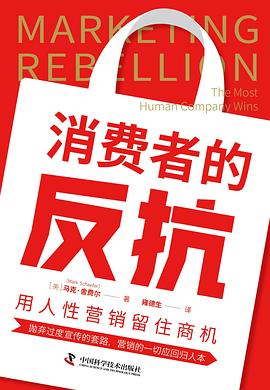 MARKETING
REBELLION
The Most
Human Company Wins
消费者的
反抗
(Mark Schaefer)
[美]马克·舍费尔 著 雍德生 译
用人性营销留住商机
抛弃过度宣传的套路,营销的一切应回归人本
中国科学技术出版社